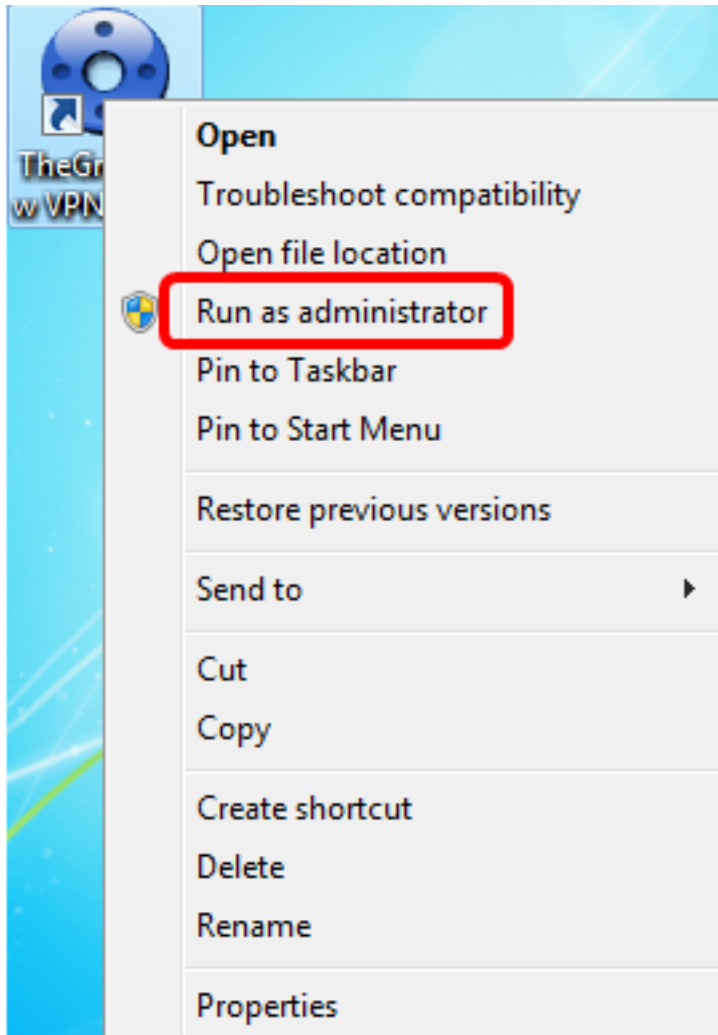 TheGr
w VPN
Open
Troubleshoot compatibility
Open file location
Run as administrator
Pin to Taskbar
Pin to Start Menu
Restore previous versions
Send to
Cut
Copy
Create shortcut
Delete
Rename
Properties